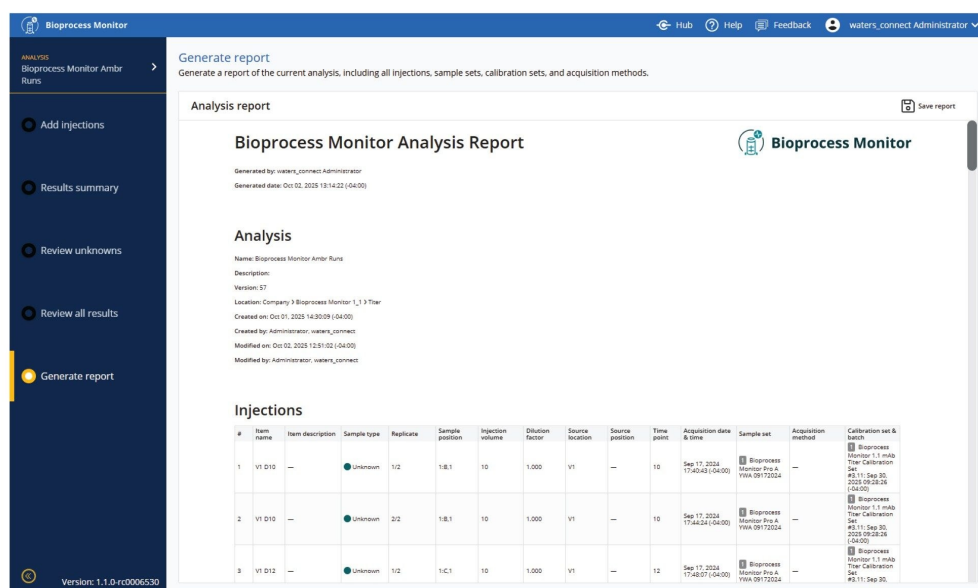 Bioprocess Monitor
Hub
Help
Feedback
waters_connect Administrator
ANALYSIS
Bioprocess Monitor Ambr
Runs
Add injections
Results summary
Review unknowns
Review all results
Generate report
Version: 1.1.0-rc0006530
Generate report
Generate a report of the current analysis, including all injections, sample sets, calibration sets, and acquisition methods.
Analysis report
Save report
Bioprocess Monitor Analysis Report
Bioprocess Monitor
Generated by: waters_connect Administrator
Generated date: Oct 02, 2025 13:14:22 (-04:00)
Analysis
Name: Bioprocess Monitor Ambr Runs
Description:
Version: 57
Location: Company > Bioprocess Monitor 1_1 > Titer
Created on: Oct 01, 2025 14:30:09 (-04:00)
Created by: Administrator, waters_connect
Modified on: Oct 02, 2025 12:51:02 (-04:00)
Modified by: Administrator, waters_connect
Injections
# Item name Item description Sample type Replicate Sample position Injection volume Dilution factor Source location Source position Time point Acquisition date & time Sample set Acquisition method Calibration set & batch
1 V1 D10 — Unknown 1/2 1:B,1 10 1.000 V1 — 10 Sep 17, 2024 17:40:43 (-04:00) 1 Bioprocess Monitor Pro A YWA 09172024 — 1 Bioprocess Monitor 1.1 mAb Titer Calibration Set #3.11: Sep 30, 2025 09:28:26 (-04:00)
2 V1 D10 — Unknown 2/2 1:B,1 10 1.000 V1 — 10 Sep 17, 2024 17:44:24 (-04:00) 1 Bioprocess Monitor Pro A YWA 09172024 — 1 Bioprocess Monitor 1.1 mAb Titer Calibration Set #3.11: Sep 30, 2025 09:28:26 (-04:00)
3 V1 D12 — Unknown 1/2 1:C,1 10 1.000 V1 — 12 Sep 17, 2024 17:48:07 (-04:00) 1 Bioprocess Monitor Pro A YWA 09172024 — 1 Bioprocess Monitor 1.1 mAb Titer Calibration Set #3.11: Sep 30,